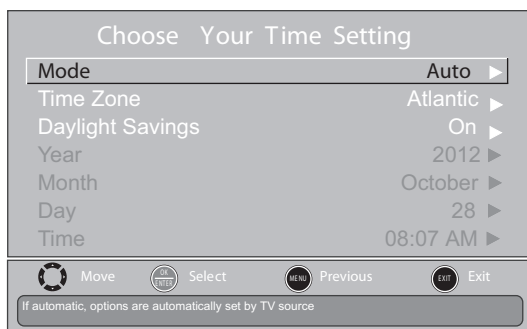 Choose Your Time Setting
Mode Auto
Time Zone Atlantic
Daylight Savings On
Year 2012
Month October
Day 28
Time 08:07 AM
Move OK ENTER Select MENU Previous EXIT Exit
If automatic, options are automatically set by TV source